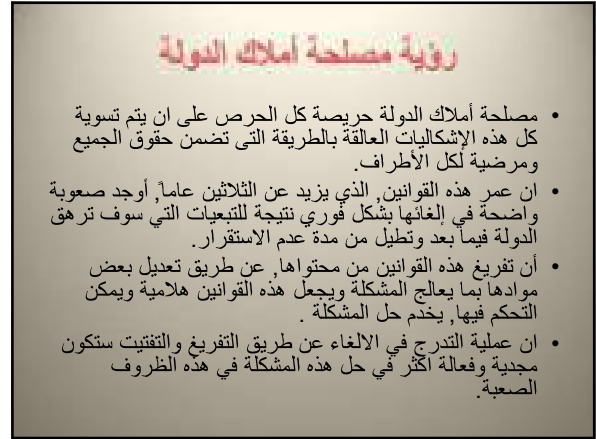 رؤية مصلحة أملاك الدولة
• مصلحة أملاك الدولة حريصة كل الحرص على ان يتم تسوية
كل هذه الإشكاليات العالقة بالطريقة التى تضمن حقوق الجميع
ومرضية لكل الأطراف.
• ان عمر هذه القوانين, الذي يزيد عن الثلاثين عاماً, أوجد صعوبة
واضحة في إلغائها بشكل فوري نتيجة للتبعيات التي سوف ترهق
الدولة فيما بعد وتطيل من مدة عدم الاستقرار.
• أن تفريغ هذه القوانين من محتواها, عن طريق تعديل بعض
موادها بما يعالج المشكلة ويجعل هذه القوانين هلامية ويمكن
التحكم فيها, يخدم حل المشكلة .
• ان عملية التدرج في الالغاء عن طريق التفريغ والتفتيت ستكون
مجدية وفعالة اكثر في حل هذه المشكلة في هذه الظروف
الصعبة.